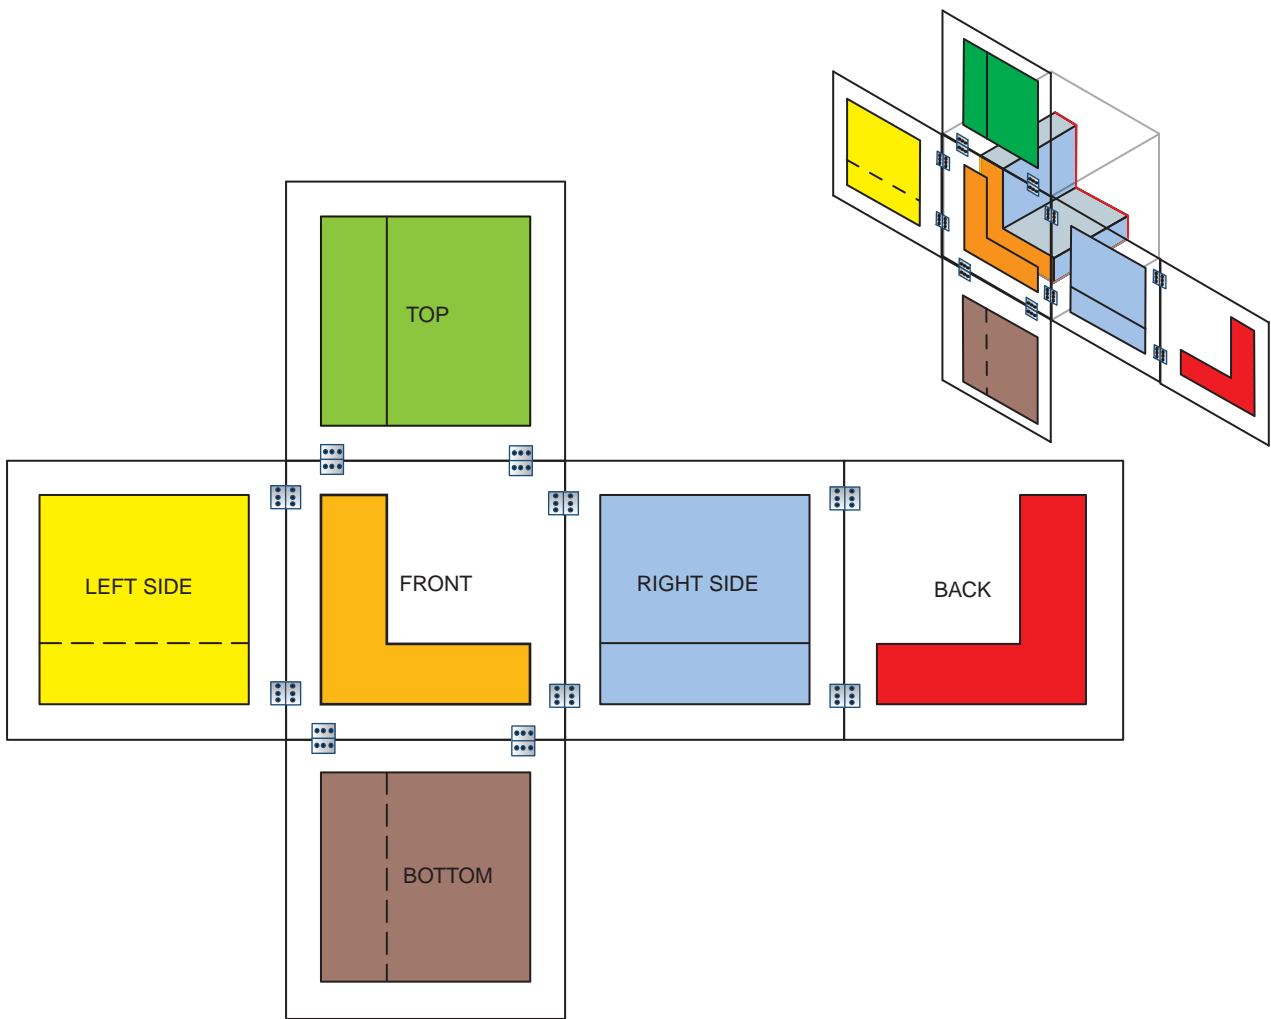 TOP
LEFT SIDE
FRONT
RIGHT SIDE
BACK
BOTTOM